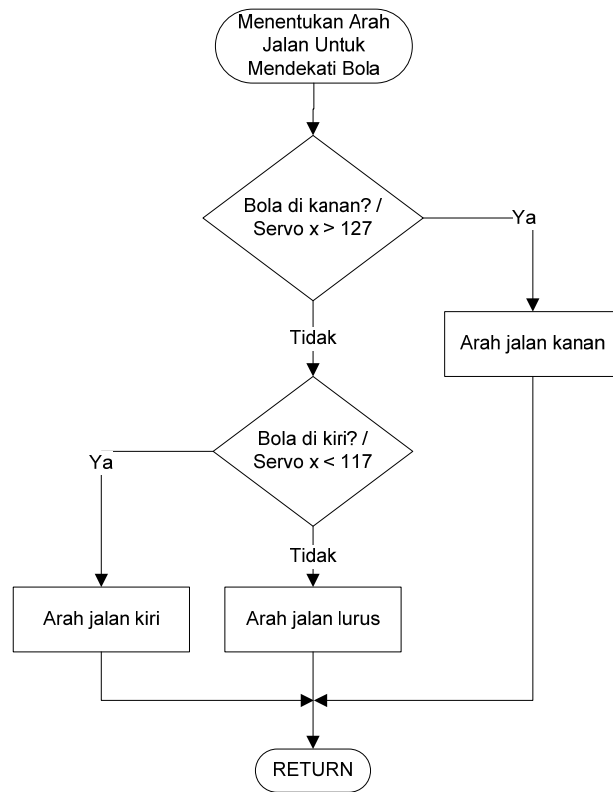 Menentukan Arah
Jalan Untuk
Mendekati Bola
Bola di kanan? /
Servo x > 127
Ya
Tidak
Arah jalan kanan
Bola di kiri? /
Servo x < 117
Ya
Tidak
Arah jalan kiri
Arah jalan lurus
RETURN